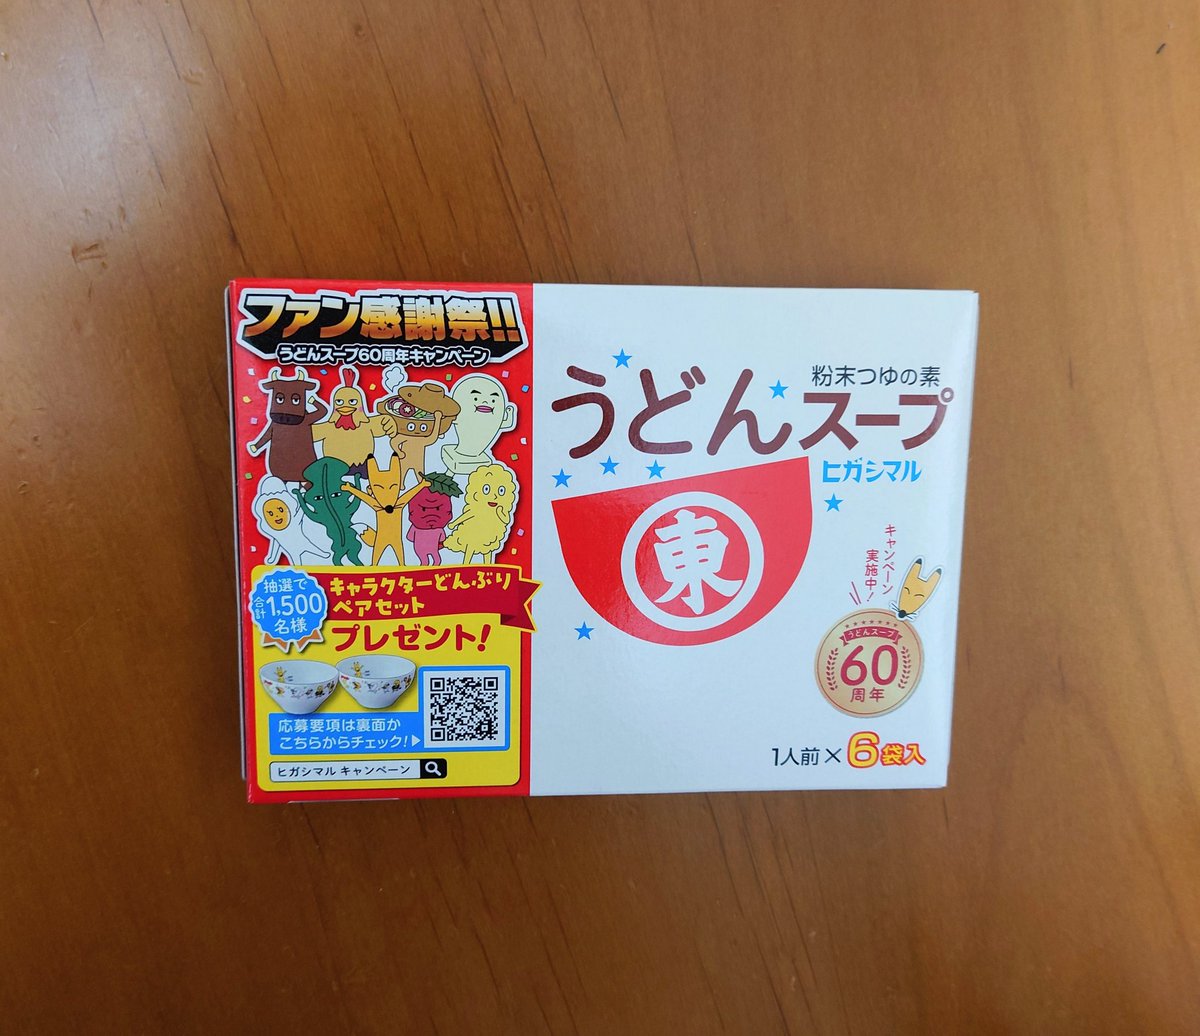 ファン感謝祭!!
うどんスープ60周年キャンペーン
抽選で
合計1,500
名様
キャラクターどんぶり
ペアセット
プレゼント!
応募要項は裏面か
こちらからチェック!
ヒガシマル キャンペーン
粉末つゆの素
うどんスープ
ヒガシマル
東
キャンペーン
実施中!
うどんスープ
60
周年
1人前×6袋入